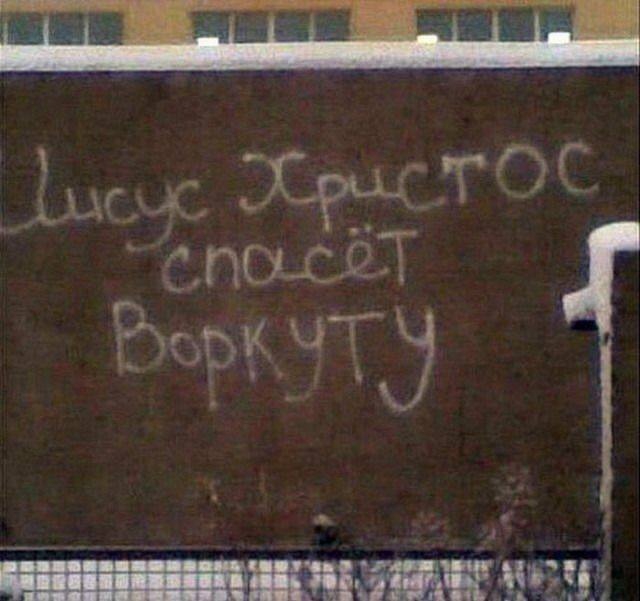 Иисус Христос
спасёт
Воркуту